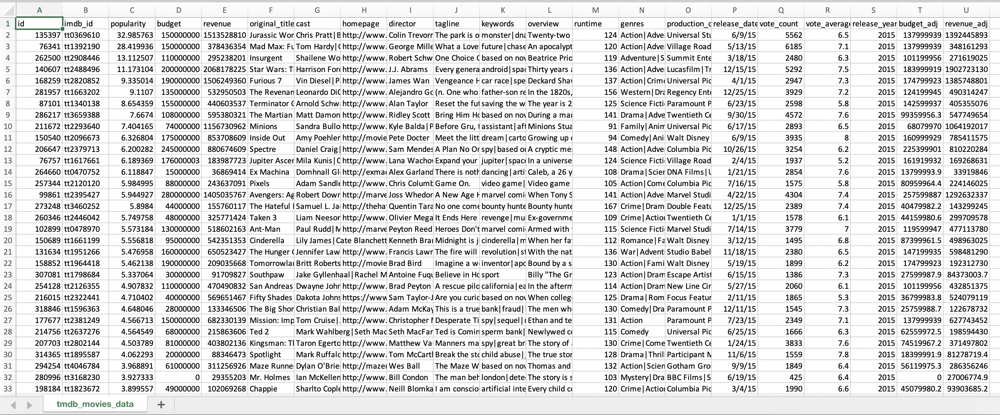 A B C D E F G H I J K L M N O P Q R S T U
1 id imdb_id popularity budget revenue original_title cast homepage director tagline keywords overview runtime genres production_c release_date vote_count vote_average release_year budget_adj revenue_adj
2 135397 tt0369610 32.985763 150000000 1513528810 Jurassic Wor Chris Pratt|B http://www. Colin Trevorr The park is o monster|dna Twenty-two 124 Action|Adve Universal Stu 6/9/15 5562 6.5 2015 137999939 1392445893
3 76341 tt1392190 28.419936 150000000 378436354 Mad Max: Fu Tom Hardy|C http://www. George Mille What a Love future|chase An apocalypt 120 Action|Adve Village Road 5/13/15 6185 7.1 2015 137999939 348161293
4 262500 tt2908446 13.112507 110000000 295238201 Insurgent Shailene Wo http://www. Robert Schw One Choice C based on nov Beatrice Prio 119 Adventure|S Summit Ente 3/18/15 2480 6.3 2015 101199956 271619025
5 140607 tt2488496 11.173104 200000000 2068178225 Star Wars: T Harrison Ford http://www. J.J. Abrams Every genera android|spac Thirty years a 136 Action|Adve Lucasfilm|Tr 12/15/15 5292 7.5 2015 183999919 1902723130
6 168259 tt2820852 9.335014 190000000 1506249360 Furious 7 Vin Diesel|P http://www. James Wan Vengeance H car race|spe Deckard Shaw 137 Action|Crime Universal Pic 4/1/15 2947 7.3 2015 174799923 1385748801
7 281957 tt1663202 9.1107 135000000 532950503 The Revenan Leonardo DiC http://www. Alejandro Go (n. One who father-son re In the 1820s, 156 Western|Dra Regency Ente 12/25/15 3929 7.2 2015 124199945 490314247
8 87101 tt1340138 8.654359 155000000 440603537 Terminator G Arnold Schw http://www. Alan Taylor Reset the fut saving the w The year is 2 125 Science Ficti Paramount P 6/23/15 2598 5.8 2015 142599937 405355076
9 286217 tt3659388 7.6674 108000000 595380321 The Martian Matt Damon http://www. Ridley Scott Bring Him Ho based on nov During a man 141 Drama|Adve Twentieth Ce 9/30/15 4572 7.6 2015 99359956.3 547749654
10 211672 tt2293640 7.404165 74000000 1156730962 Minions Sandra Bullo http://www. Kyle Balda|P Before Gru, t assistant|aft Minions Stua 91 Family|Anim Universal Pic 6/17/15 2893 6.5 2015 68079970 1064192017
11 150540 tt2096673 6.326804 175000000 853708609 Inside Out Amy Poehler http://movie Pete Docter Meet the litt dream|carto Growing up c 94 Comedy|Ani Walt Disney 6/9/15 3935 8 2015 160999929 785411575
12 206647 tt2379713 6.200282 245000000 880674609 Spectre Daniel Craig| http://www. Sam Mendes A Plan No On spy|based on A cryptic me 148 Action|Adve Columbia Pic 10/26/15 3254 6.2 2015 225399901 810220284
13 76757 tt1617661 6.189369 176000003 183987723 Jupiter Ascen Mila Kunis|C http://www. Lana Wachow Expand your jupiter|space In a universe 124 Science Ficti Village Road 2/4/15 1937 5.2 2015 161919932 169268631
14 264660 tt0470752 6.118847 15000000 36869414 Ex Machina Domhnall Gl http://exmac Alex Garland There is noth dancing|arti Caleb, a 26 y 108 Drama|Scien DNA Films|U 1/21/15 2854 7.6 2015 13799993.9 33919846
15 257344 tt2120120 5.984995 88000000 243637091 Pixels Adam Sandle http://www. Chris Columb Game On. video game| Video game 105 Action|Come Columbia Pic 7/16/15 1575 5.8 2015 80959964.4 224146025
16 99861 tt2395427 5.944927 280000000 1405035767 Avengers: Ag Robert Down http://marve Joss Whedon A New Age H marvel comi When Tony S 141 Action|Adve Marvel Studi 4/22/15 4304 7.4 2015 257599887 1292632337
17 273248 tt3460252 5.8984 44000000 155760117 The Hateful Samuel L. Ja http://theha Quentin Tara No one come bounty hunte Bounty hunte 167 Crime|Dram Double Featu 12/25/15 2389 7.4 2015 40479982.2 143299245
18 260346 tt2446042 5.749758 48000000 325771424 Taken 3 Liam Neeson http://www. Olivier Mega It Ends Here revenge|mu Ex-governme 109 Crime|Action Twentieth Ce 1/1/15 1578 6.1 2015 44159980.6 299709578
19 102899 tt0478970 5.573184 130000000 518602163 Ant-Man Paul Rudd|M http://marve Peyton Reed Heroes Don't marvel comi Armed with 115 Science Ficti Marvel Studi 7/14/15 3779 7 2015 119599947 477113780
20 150689 tt1661199 5.556818 95000000 542351353 Cinderella Lily James|Cate Blanchett Kenneth Bran Midnight is j cinderella|m When her fa 112 Romance|Fa Walt Disney 3/12/15 1495 6.8 2015 87399961.5 498963025
21 131634 tt1951266 5.476958 160000000 650523427 The Hunger G Jennifer Law http://www. Francis Lawr The fire will revolution|st With the nat 136 War|Advent Studio Babel 11/18/15 2380 6.5 2015 147199935 598481290
22 158852 tt1964418 5.462138 190000000 209035668 Tomorrowlan Britt Roberts http://movie Brad Bird Imagine a w inventor|apo Bound by a s 130 Action|Fami Walt Disney 5/19/15 1899 6.2 2015 174799923 192312730
23 307081 tt1798684 5.337064 30000000 91709827 Southpaw Jake Gyllenhaal|Rachel M Antoine Fuqu Believe in Ho sport Billy "The Gr 123 Action|Dram Escape Artist 6/15/15 1386 7.3 2015 27599987.9 84373003.7
24 254128 tt2126355 4.907832 110000000 470490832 San Andreas Dwayne John http://www. Brad Peyton A rescue pilo california|ea In the afterm 114 Action|Dram New Line Cin 5/27/15 2060 6.1 2015 101199956 432851375
25 216015 tt2322441 4.710402 40000000 569651467 Fifty Shades Dakota Johns https://www Sam Taylor-J Are you curio based on nov When colleg 125 Drama|Rom Focus Featur 2/11/15 1865 5.3 2015 36799983.8 524079119
26 318846 tt1596363 4.648046 28000000 133346506 The Big Shor Christian Bal http://www. Adam McKay This is a true bank|fraud| The men wh 130 Comedy|Dra Paramount P 12/11/15 1545 7.3 2015 25759988.7 122678732
27 177677 tt2381249 4.566713 150000000 682330139 Mission: Imp Tom Cruise| http://www. Christopher Desperate Ti spy|sequel| Ethan and te 131 Action Paramount P 7/23/15 2349 7.1 2015 137999939 627743452
28 214756 tt2637276 4.564549 68000000 215863606 Ted 2 Mark Wahlberg|Seth Mac Seth MacFar Ted is Comin sperm bank| Newlywed co 115 Comedy Universal Pic 6/25/15 1666 6.3 2015 62559972.5 198594430
29 207703 tt2802144 4.503789 81000000 403802136 Kingsman: Th Taron Egerto http://www. Matthew Va Manners ma spy|great bri The story of 130 Crime|Come Twentieth Ce 1/24/15 3833 7.6 2015 74519967.2 371497802
30 314365 tt1895587 4.062293 20000000 88346473 Spotlight Mark Ruffalo http://www. Tom McCarth Break the sto child abuse| The true stor 128 Drama|Thril Participant M 11/6/15 1559 7.8 2015 18399991.9 81278719.4
31 294254 tt4046784 3.968891 61000000 311256926 Maze Runne Dylan O'Brie http://mazer Wes Ball The Maze W based on nov Thomas and 132 Action|Scien Gotham Gro 9/9/15 1849 6.4 2015 56119975.3 286356246
32 280996 tt3168230 3.927333 0 29355203 Mr. Holmes Ian McKellen http://www. Bill Condon The man beh london|dete The story is s 103 Mystery|Dra BBC Films|S 6/19/15 425 6.4 2015 0 27006774.9
33 198184 tt1823672 3.899557 49000000 102069268 Chappie Sharlto Cople http://www. Neill Blomka I am conscio artificial inte Every child co 120 Crime|Action Columbia Pic 3/4/15 1990 6.6 2015 45079980.2 93903685.2
tmdb_movies_data +